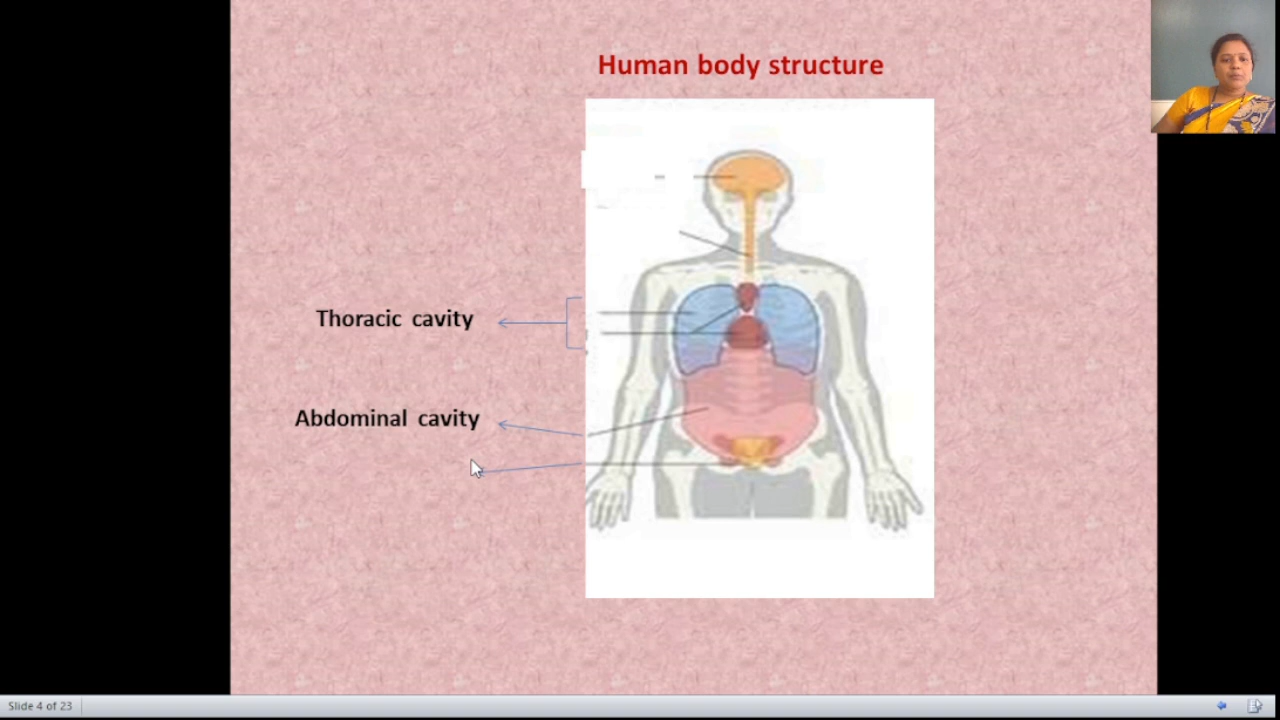 Human body structure
Thoracic cavity
Abdominal cavity
Slide 4 of 23